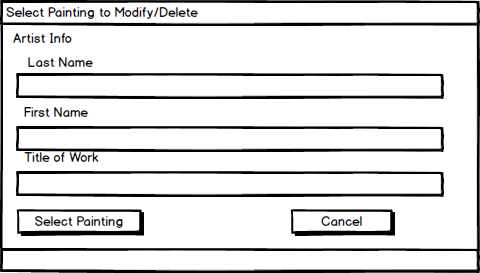 Select Painting to Modify/Delete
Artist Info
Last Name
First Name
Title of Work
Select Painting
Cancel